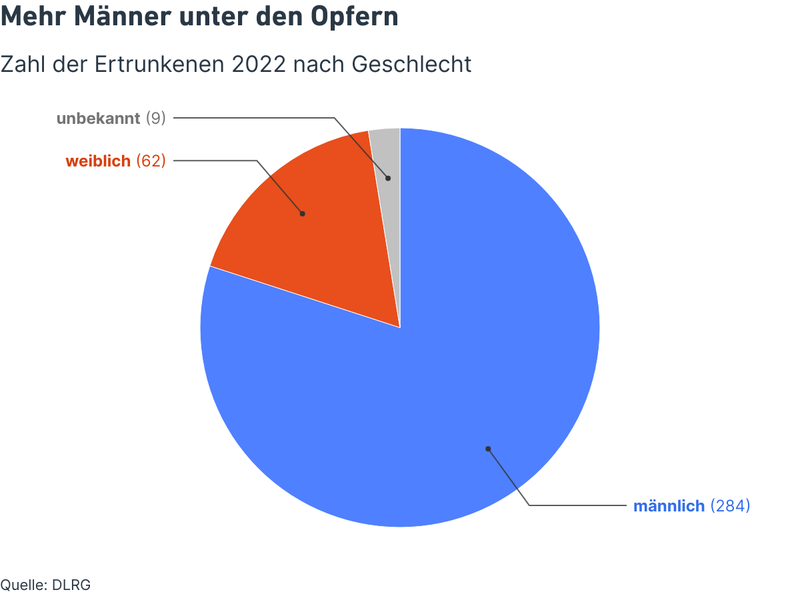 Mehr Männer unter den Opfern
Zahl der Ertrunkenen 2022 nach Geschlecht
unbekannt (9)
weiblich (62)
männlich (284)
Quelle: DLRG